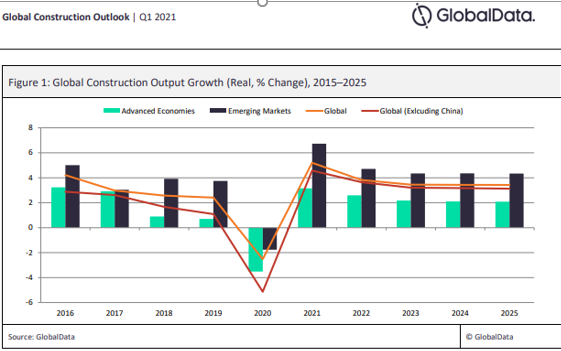 Global Construction Outlook | Q1 2021
GlobalData.
Figure 1: Global Construction Output Growth (Real, % Change), 2015–2025
Advanced Economies Emerging Markets Global Global (Exlcuding China)
8
6
4
2
0
-2
-4
-6
2016 2017 2018 2019 2020 2021 2022 2023 2024 2025
Source: GlobalData © GlobalData